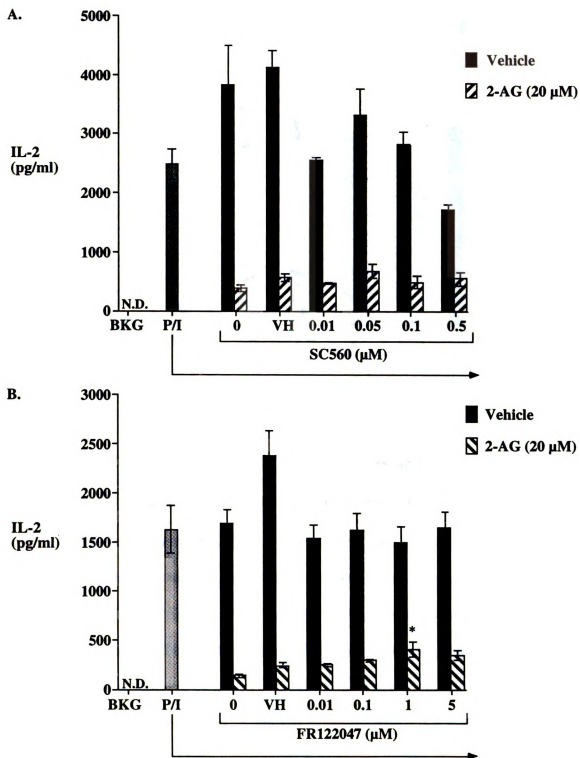 A.
5000
4000
3000
2000
1000
0
IL-2
(pg/ml)
Vehicle
2-AG (20 µM)
N.D.
BKG P/I 0 VH 0.01 0.05 0.1 0.5
SC560 (µM)
B.
3000
2500
2000
1500
1000
500
0
IL-2
(pg/ml)
Vehicle
2-AG (20 µM)
*
N.D.
BKG P/I 0 VH 0.01 0.1 1 5
FR122047 (µM)